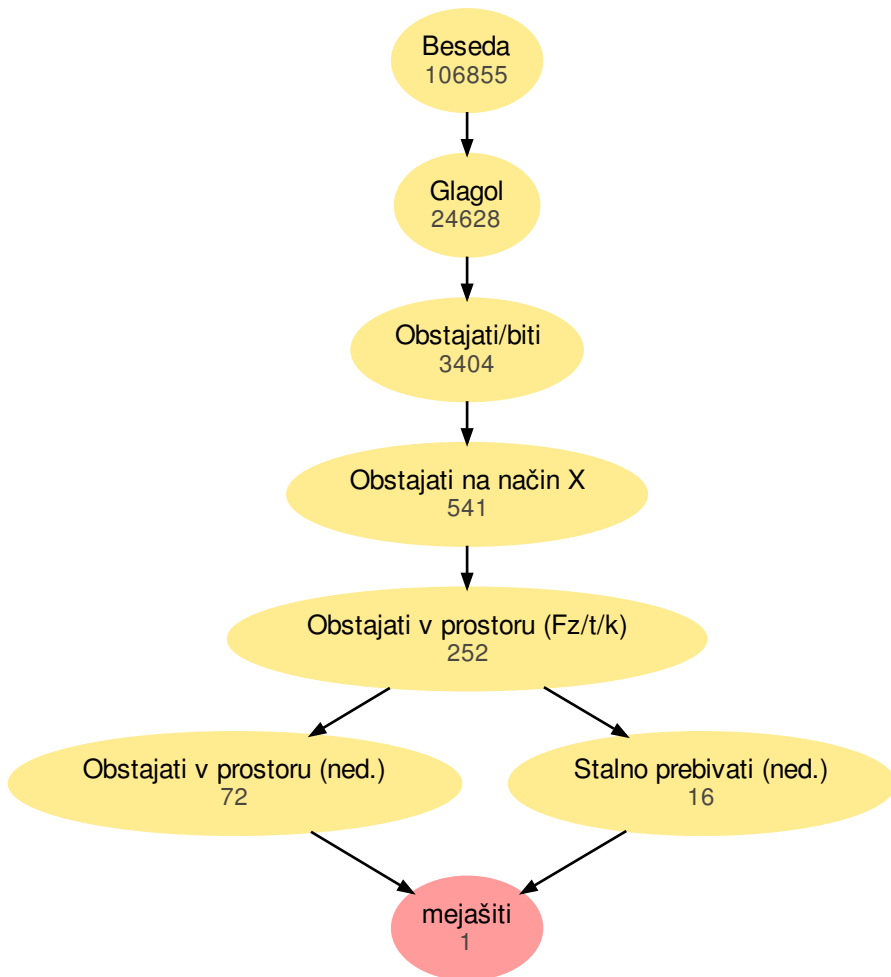 Beseda
106855
Glagol
24628
Obstajati/biti
3404
Obstajati na način X
541
Obstajati v prostoru (Fz/t/k)
252
Obstajati v prostoru (ned.)
72
Stalno prebivati (ned.)
16
mejašiti
1